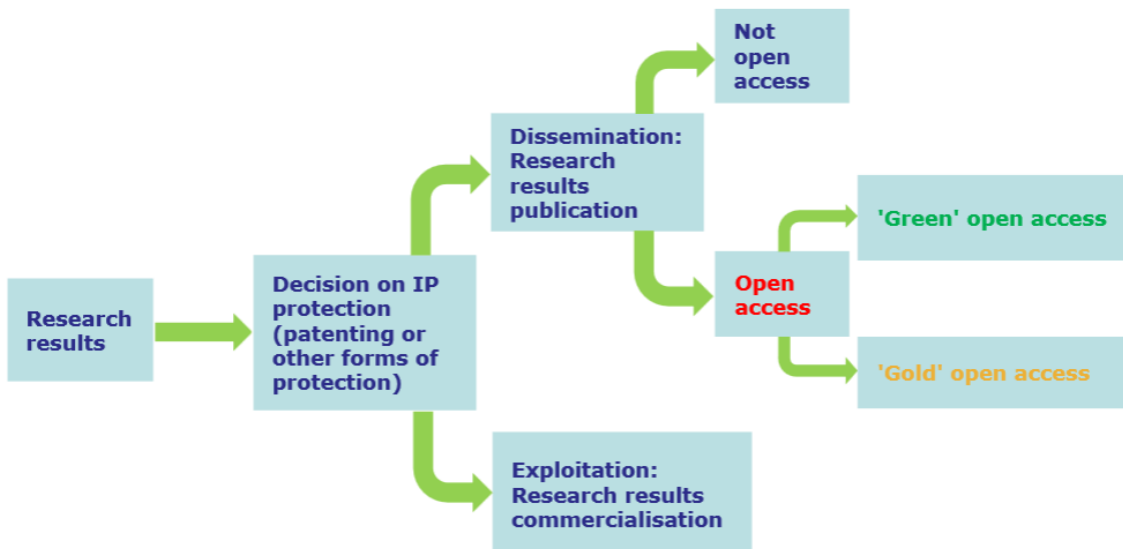 Research
results
Decision on IP
protection
(patenting or
other forms of
protection)
Dissemination:
Research
results
publication
Not
open
access
Open
access
'Green' open access
'Gold' open access
Exploitation:
Research results
commercialisation